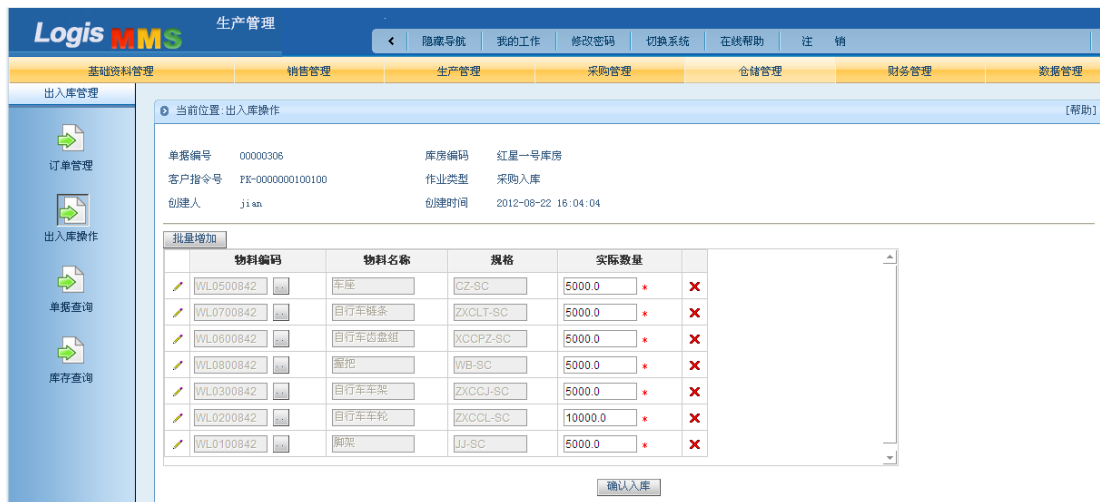 Logis MMS 生产管理
隐藏导航 我的工作 修改密码 切换系统 在线帮助 注 销
基础资料管理 销售管理 生产管理 采购管理 仓储管理 财务管理 数据管理
出入库管理
订单管理
出入库操作
单据查询
库存查询
当前位置:出入库操作 [帮助]
单据编号 00000306 库房编码 红星一号库房
客户指令号 PK-0000000100100 作业类型 采购入库
创建人 jian 创建时间 2012-08-22 16:04:04
批量增加
物料编码 物料名称 规格 实际数量
WL0500842 .. 车座 CZ-SC 5000.0 *
WL0700842 .. 自行车链条 ZXCLT-SC 5000.0 *
WL0600842 .. 自行车齿盘组 XCCPZ-SC 5000.0 *
WL0800842 .. 握把 WB-SC 5000.0 *
WL0300842 .. 自行车车架 ZXCCJ-SC 5000.0 *
WL0200842 .. 自行车车轮 ZXCCL-SC 10000.0 *
WL0100842 .. 脚架 JJ-SC 5000.0 *
确认入库